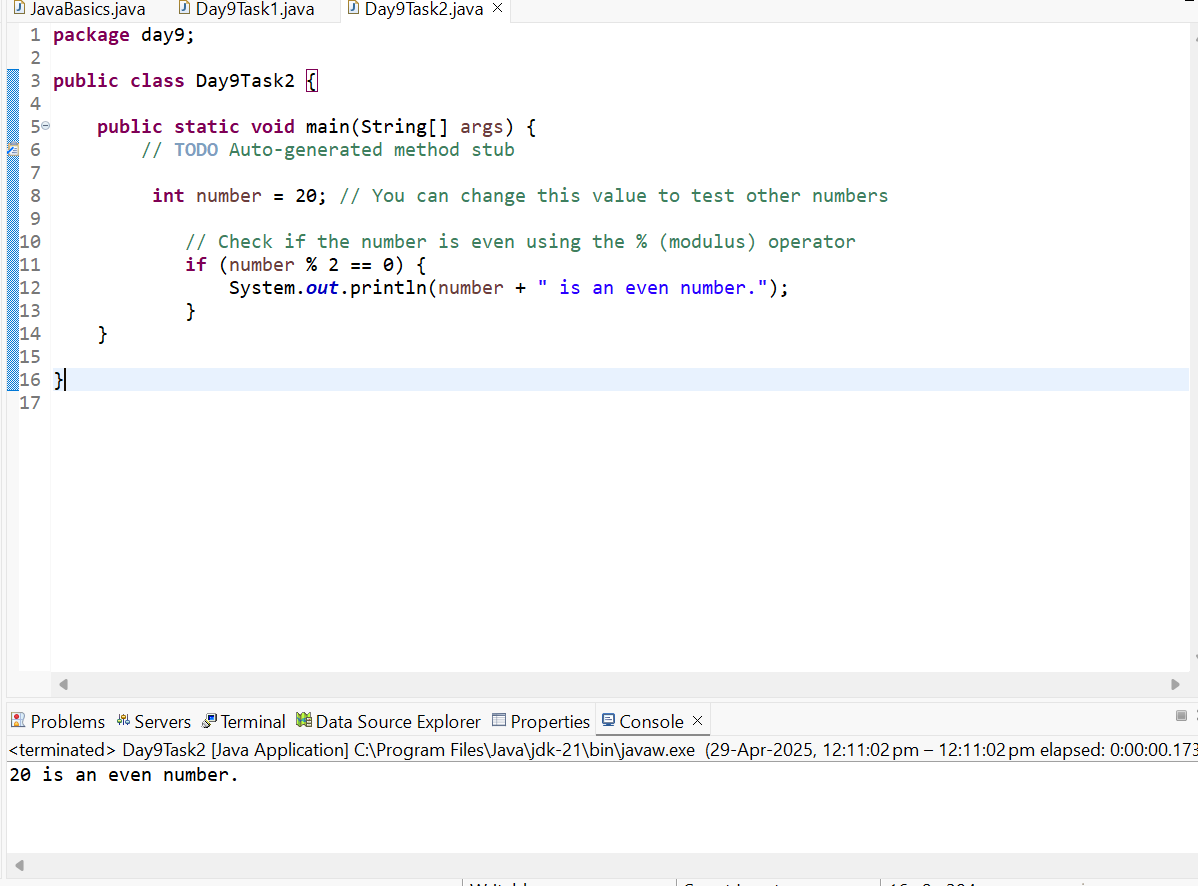 JavaBasics.java Day9Task1.java Day9Task2.java
1 package day9;
2
3 public class Day9Task2 {
4
5 public static void main(String[] args) {
6 // TODO Auto-generated method stub
7
8 int number = 20; // You can change this value to test other numbers
9
10 // Check if the number is even using the % (modulus) operator
11 if (number % 2 == 0) {
12 System.out.println(number + " is an even number.");
13 }
14 }
15
16 }
17
Problems Servers Terminal Data Source Explorer Properties Console
<terminated> Day9Task2 [Java Application] C:\Program Files\Java\jdk-21\bin\javaw.exe (29-Apr-2025, 12:11:02 pm – 12:11:02 pm elapsed: 0:00:00.173
20 is an even number.